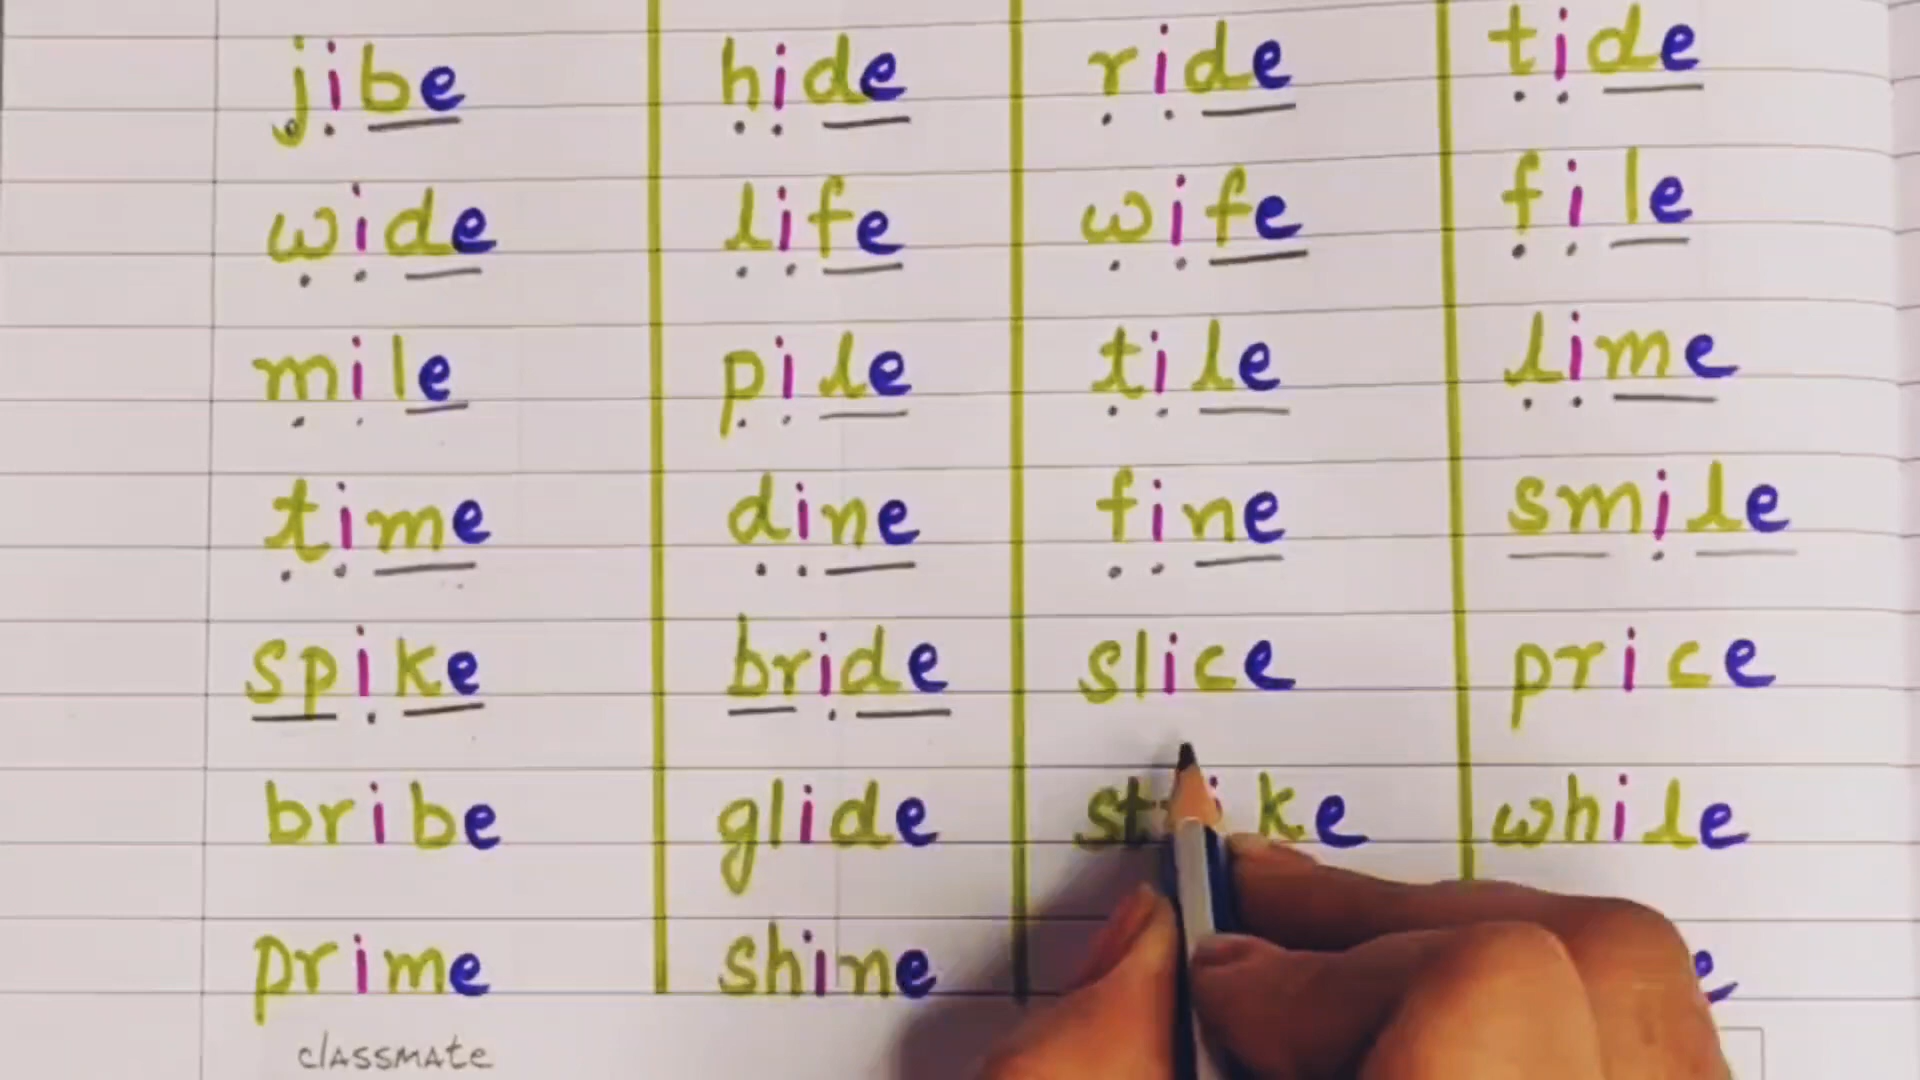 jibe hide ride tide
wide life wife file
mile pile tile lime
time dine fine smile
spike bride slice price
bribe glide while
prime shine
classmate